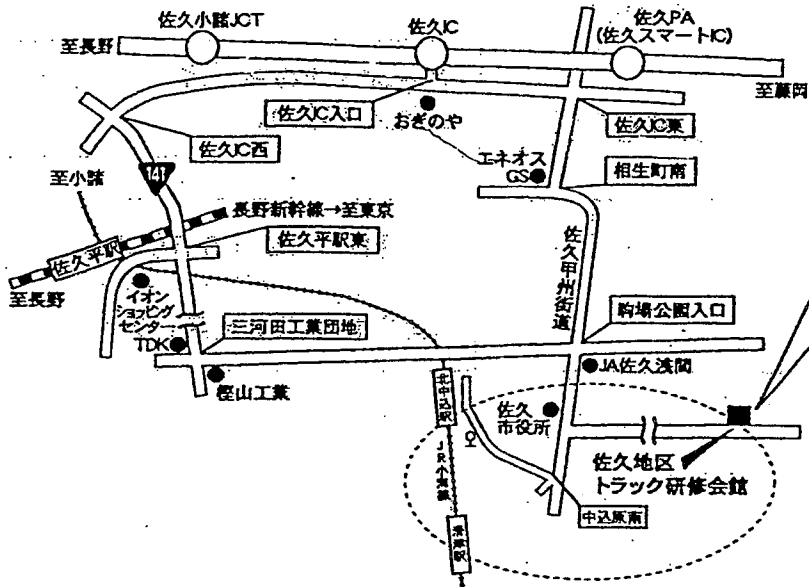 佐久小諸JCT
佐久IC
佐久PA
(佐久スマートIC)
至長野
至藤岡
佐久IC入口
おぎのや
佐久IC東
佐久IC西
エネオス
GS
相生町南
141
至小諸
長野新幹線→至東京
佐久平駅
佐久平駅東
至長野
イオン
ショッピング
センター
佐久甲州街道
駒場公園入口
三河田工業団地
TDK
樫山工業
JA佐久浅間
北中込駅
佐久
市役所
JR小海線
佐久地区
トラック研修会館
中込原南
滑津駅